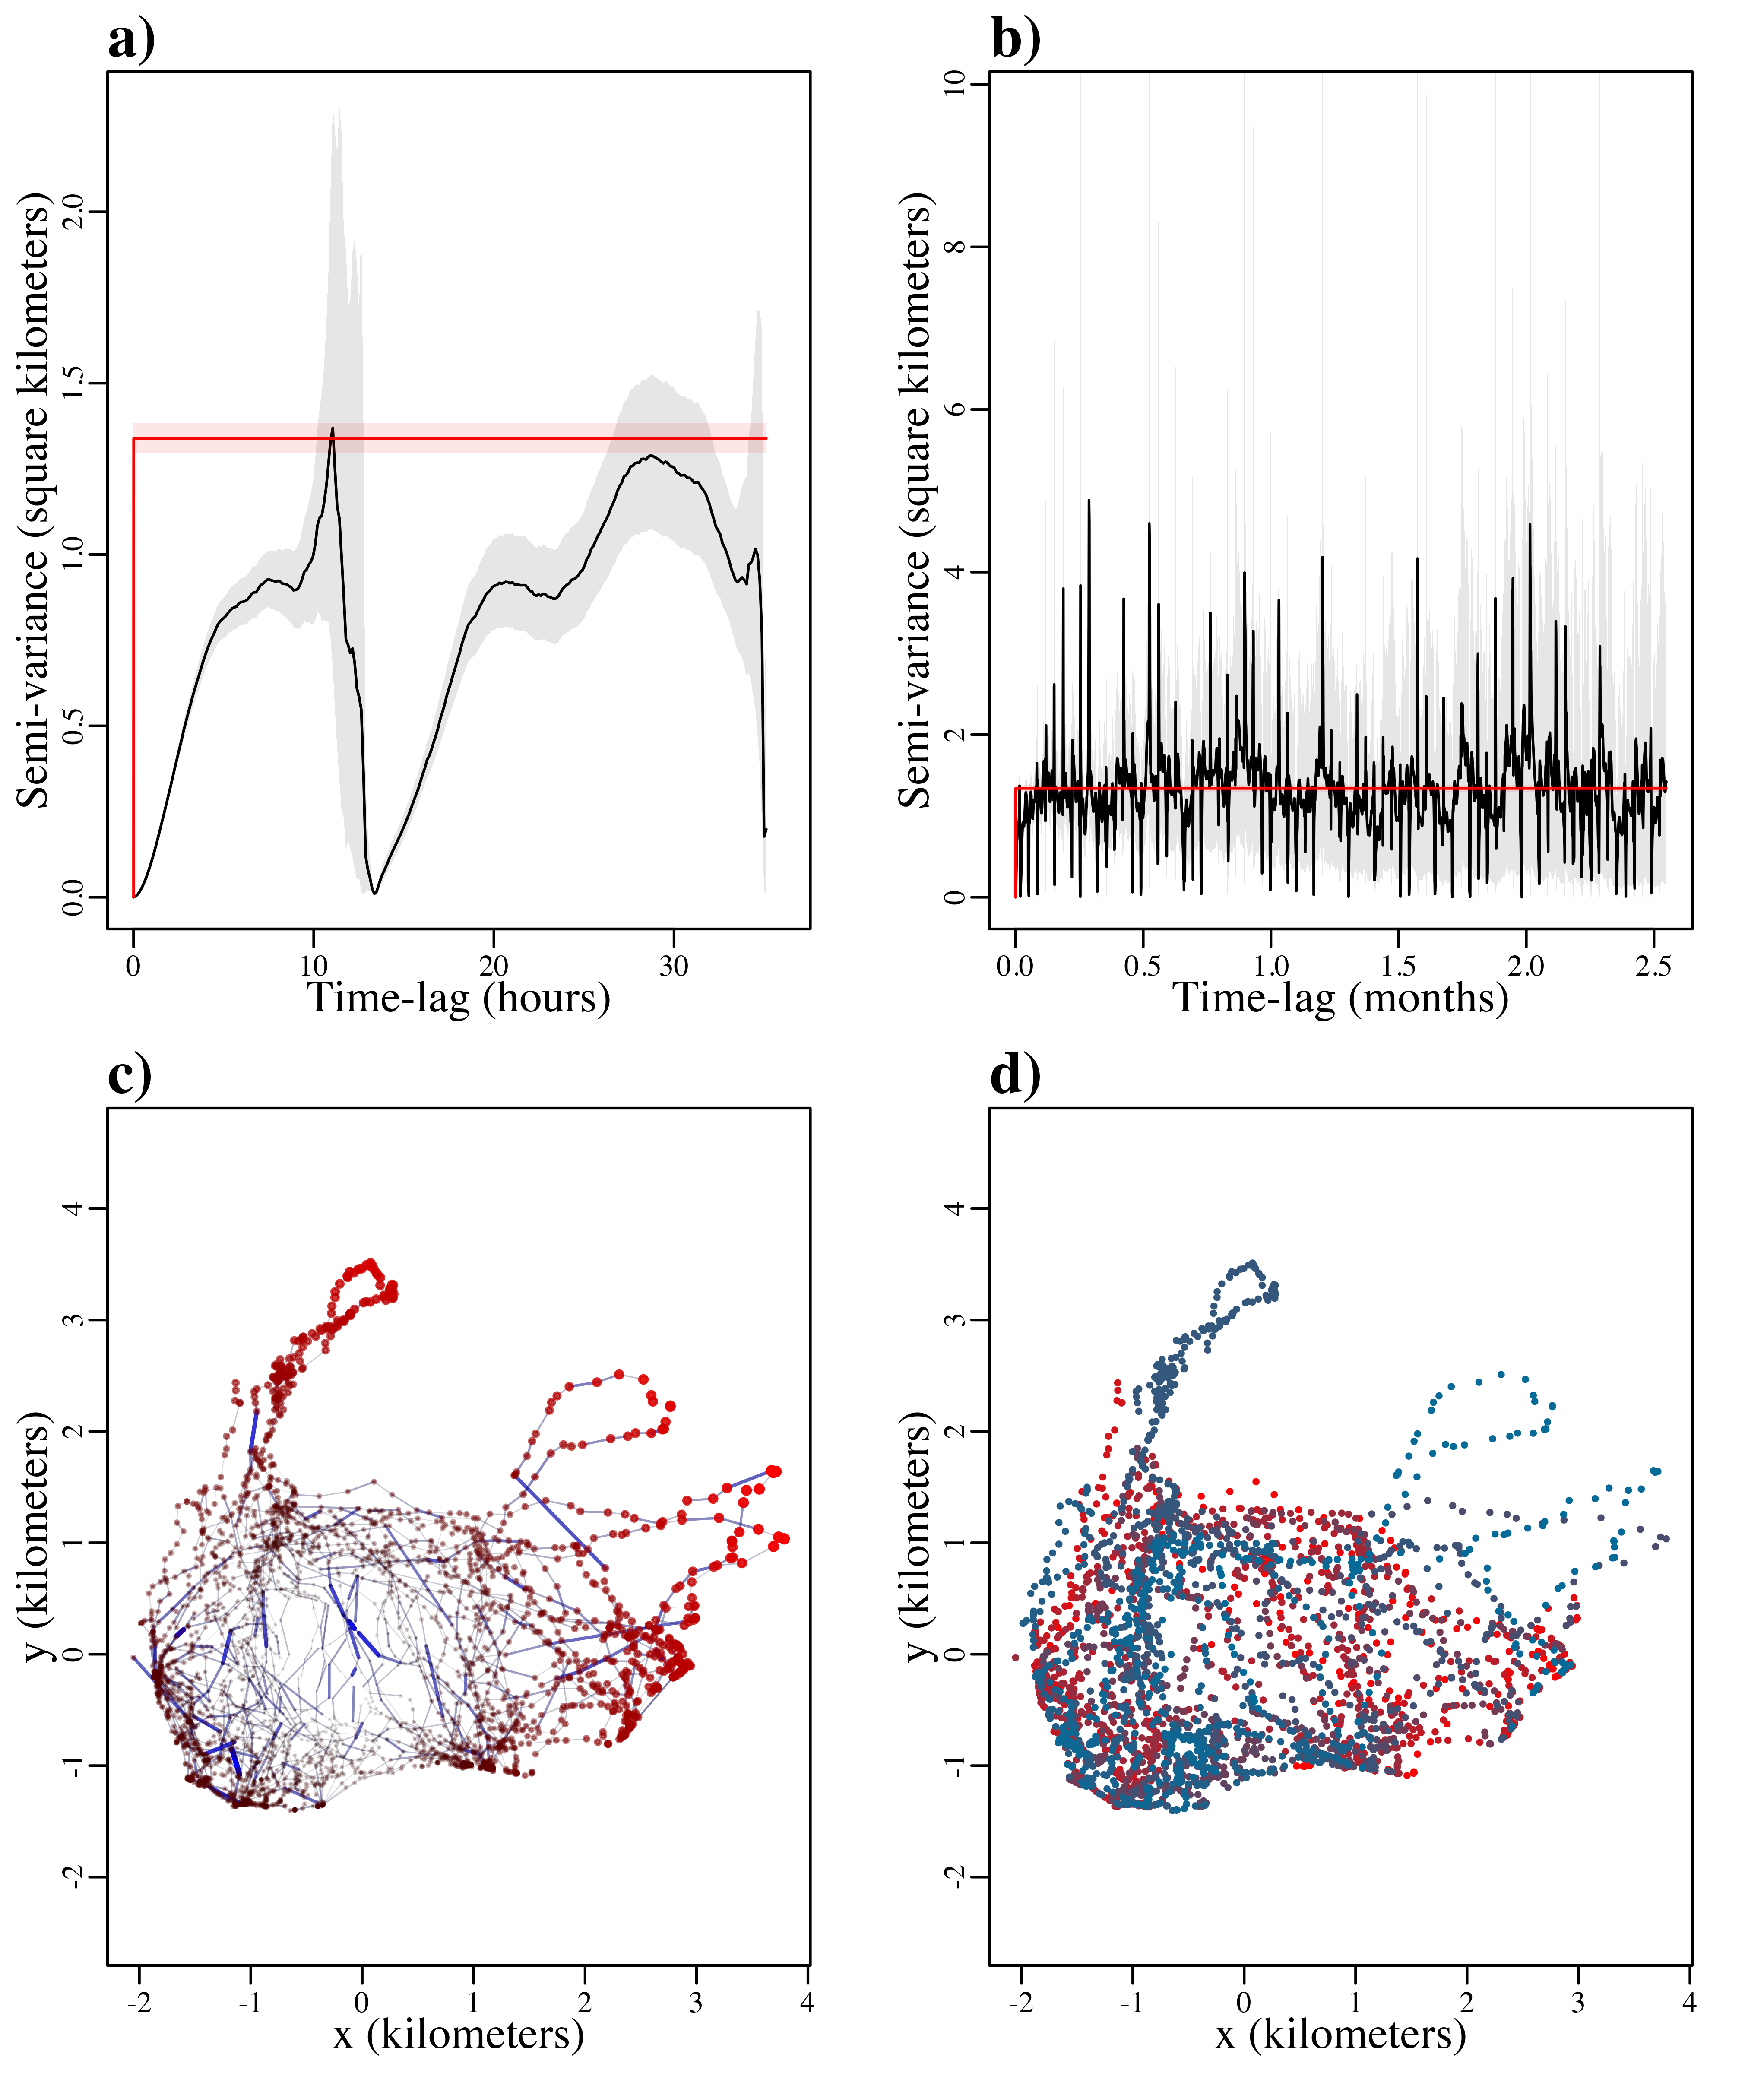 a)
Semi-variance (square kilometers)
0.0 0.5 1.0 1.5 2.0
0 10 20 30
Time-lag (hours)
b)
Semi-variance (square kilometers)
0 2 4 6 8 10
0.0 0.5 1.0 1.5 2.0 2.5
Time-lag (months)
c)
y (kilometers)
-2 -1 0 1 2 3 4
-2 -1 0 1 2 3 4
x (kilometers)
d)
y (kilometers)
-2 -1 0 1 2 3 4
-2 -1 0 1 2 3 4
x (kilometers)